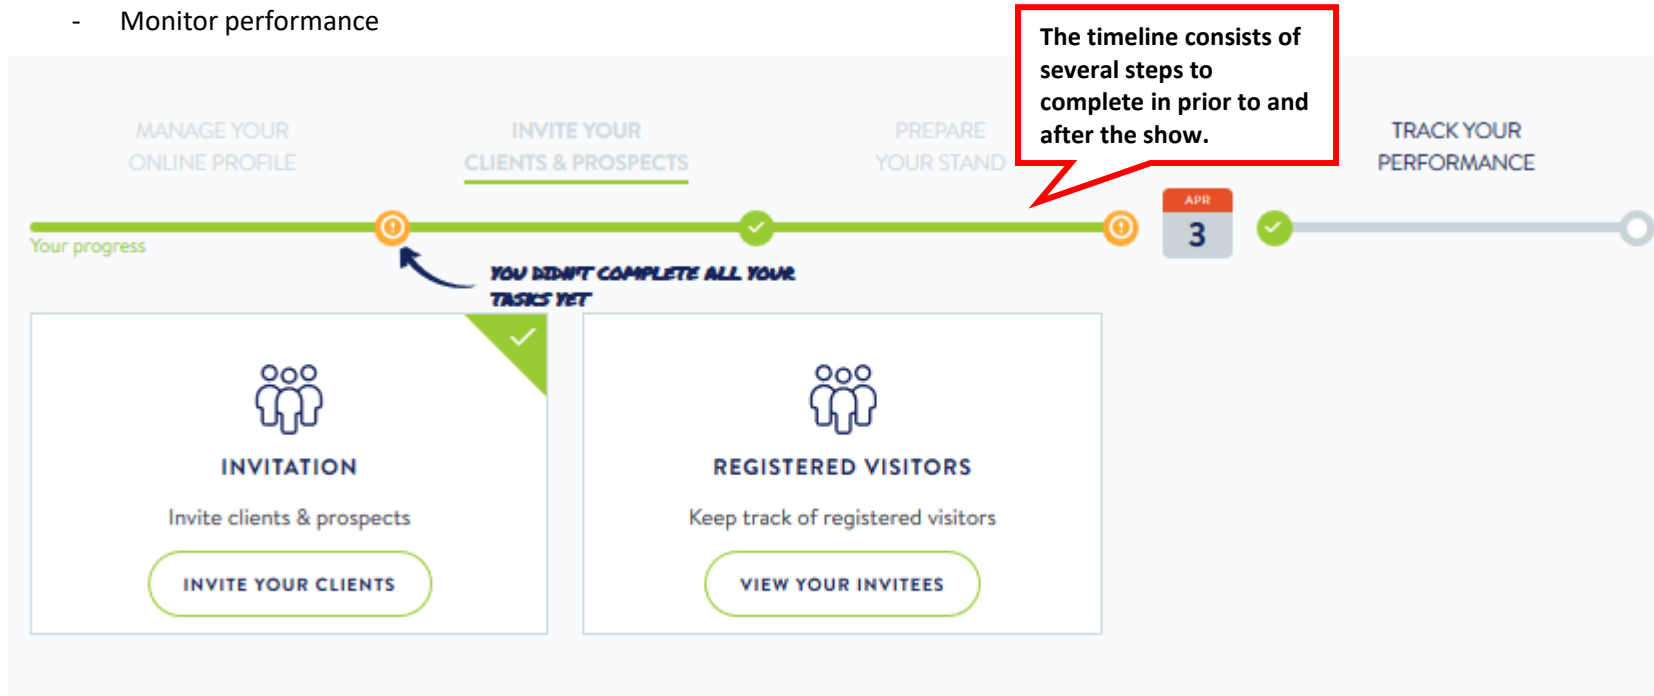 - Monitor performance
The timeline consists of
several steps to
complete in prior to and
after the show.
MANAGE YOUR
ONLINE PROFILE
INVITE YOUR
CLIENTS & PROSPECTS
PREPARE
YOUR STAND
TRACK YOUR
PERFORMANCE
APR
3
Your progress
YOU DIDN'T COMPLETE ALL YOUR
TASKS YET
INVITATION
Invite clients & prospects
INVITE YOUR CLIENTS
REGISTERED VISITORS
Keep track of registered visitors
VIEW YOUR INVITEES